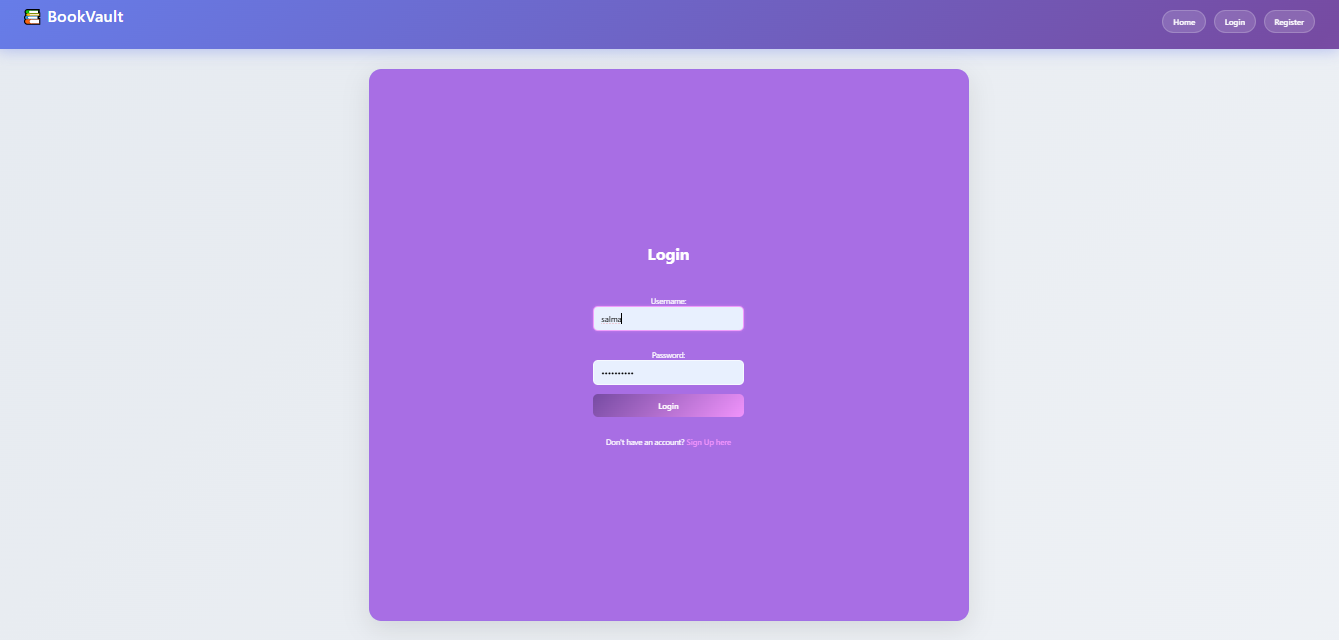 BookVault
Home
Login
Register
Login
Username:
salma
Password:
••••••••••
Login
Don't have an account? Sign Up here